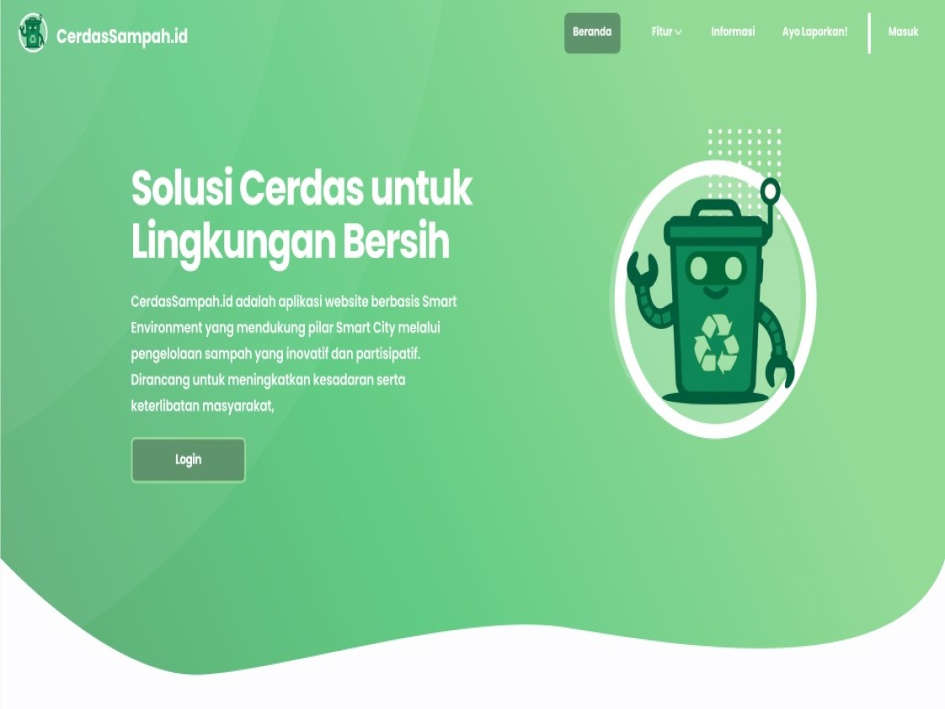 CerdasSampah.id
Beranda
Fitur
Informasi
Ayo Laporkan!
Masuk
Solusi Cerdas untuk
Lingkungan Bersih
CerdasSampah.id adalah aplikasi website berbasis Smart
Environment yang mendukung pilar Smart City melalui
pengelolaan sampah yang inovatif dan partisipatif.
Dirancang untuk meningkatkan kesadaran serta
keterlibatan masyarakat,
Login